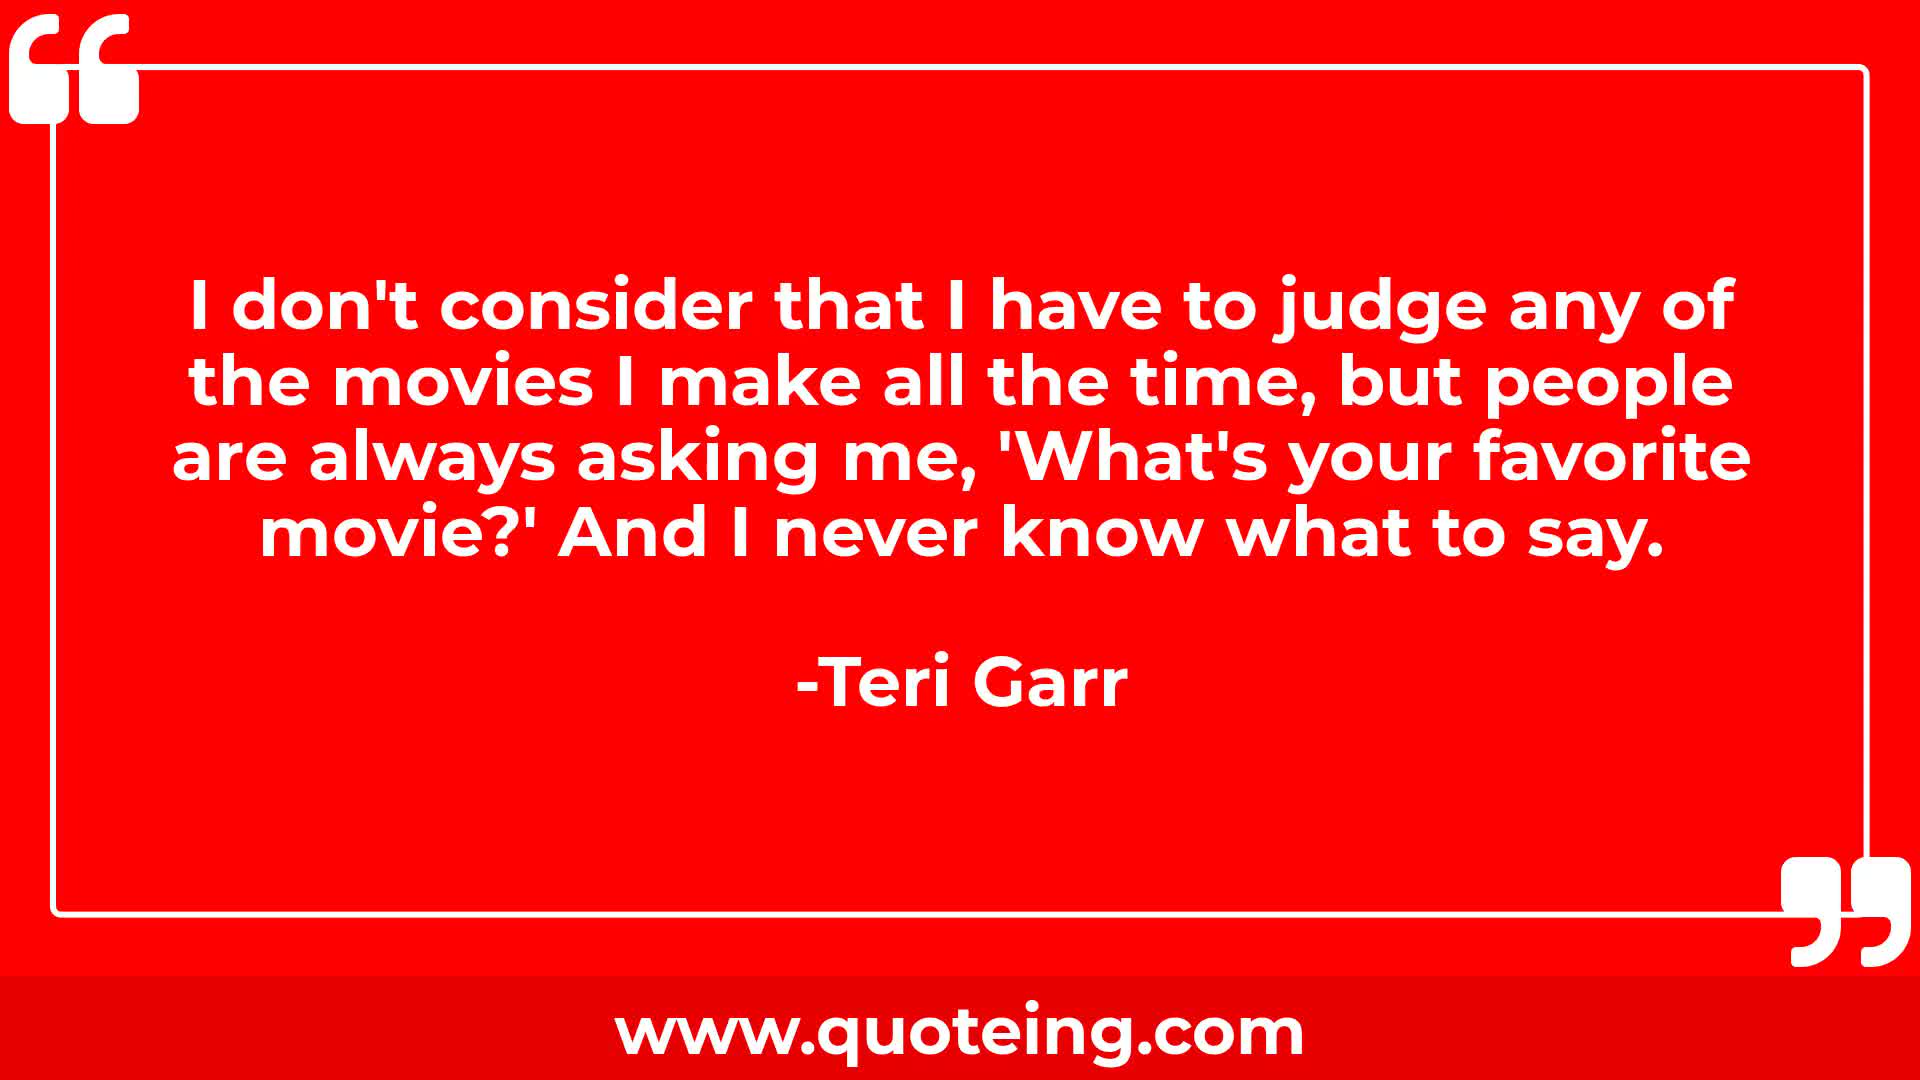 I don't consider that I have to judge any of
the movies I make all the time, but people
are always asking me, 'What's your favorite
movie?' And I never know what to say.
-Teri Garr
www.quoteing.com